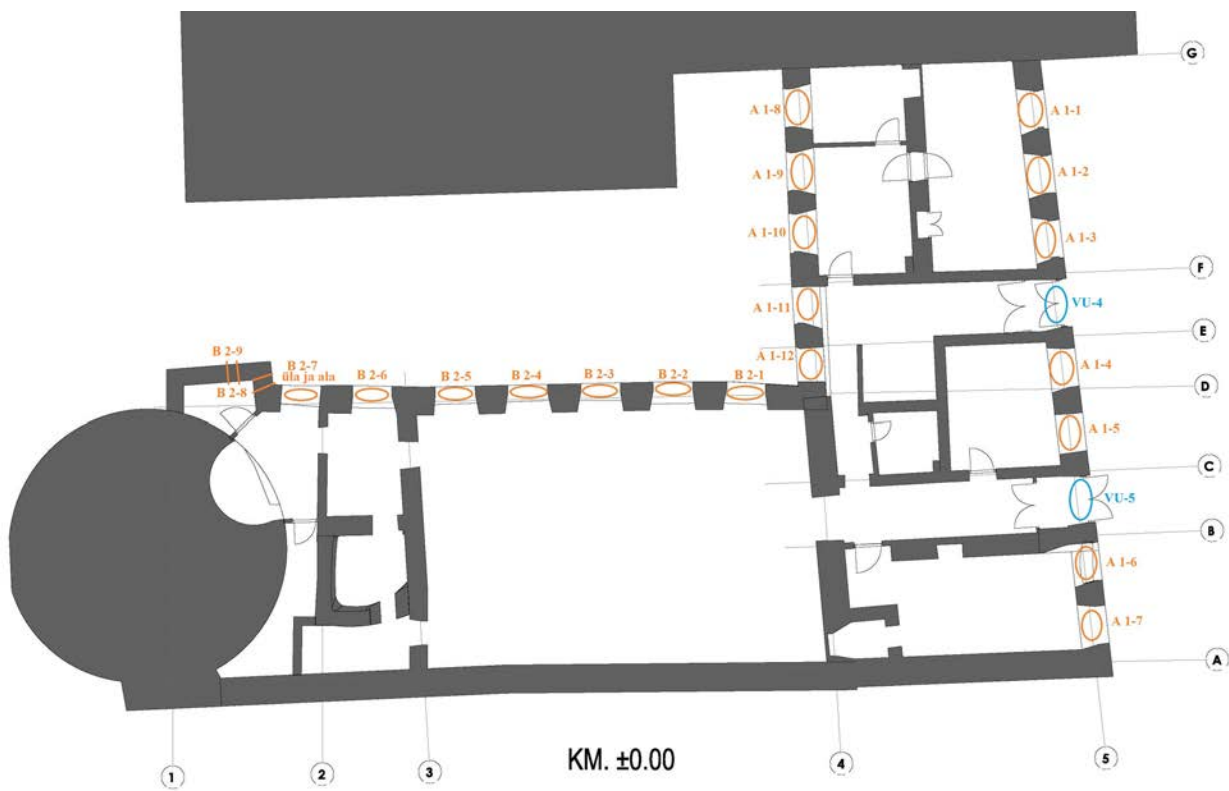 G
A 1-8
A 1-1
A 1-9
A 1-2
A 1-10
A 1-3
F
A 1-11
VU-4
E
B 2-9
B 2-7
A 1-12
A 1-4
üla ja ala
B 2-6
B 2-5
B 2-4
B 2-3
B 2-2
B 2-1
B 2-8
D
A 1-5
C
VU-5
B
A 1-6
A 1-7
A
1
2
3
KM. ±0.00
4
5